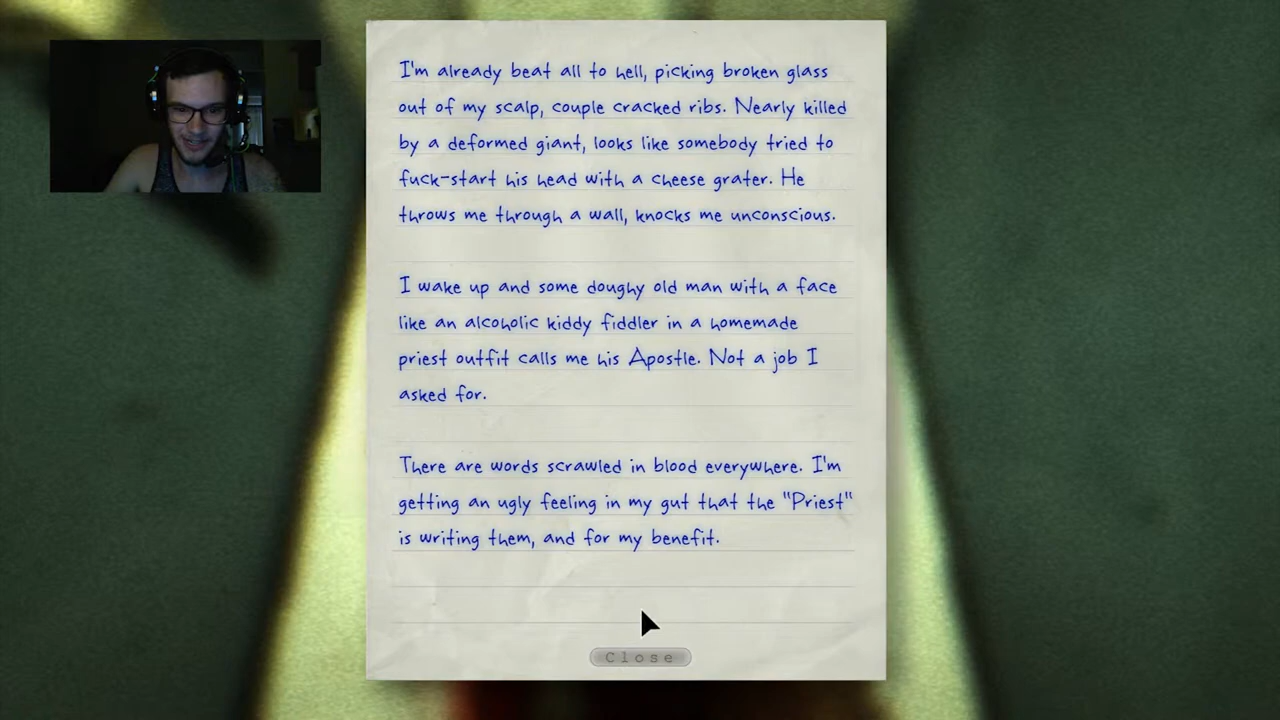 I'm already beat all to hell, picking broken glass
out of my scalp, couple cracked ribs. Nearly killed
by a deformed giant, looks like somebody tried to
fuck-start his head with a cheese grater. He
throws me through a wall, knocks me unconscious.
I wake up and some doughy old man with a face
like an alcoholic kiddy fiddler in a homemade
priest outfit calls me his Apostle. Not a job I
asked for.
There are words scrawled in blood everywhere. I'm
getting an ugly feeling in my gut that the "Priest"
is writing them, and for my benefit.
Close